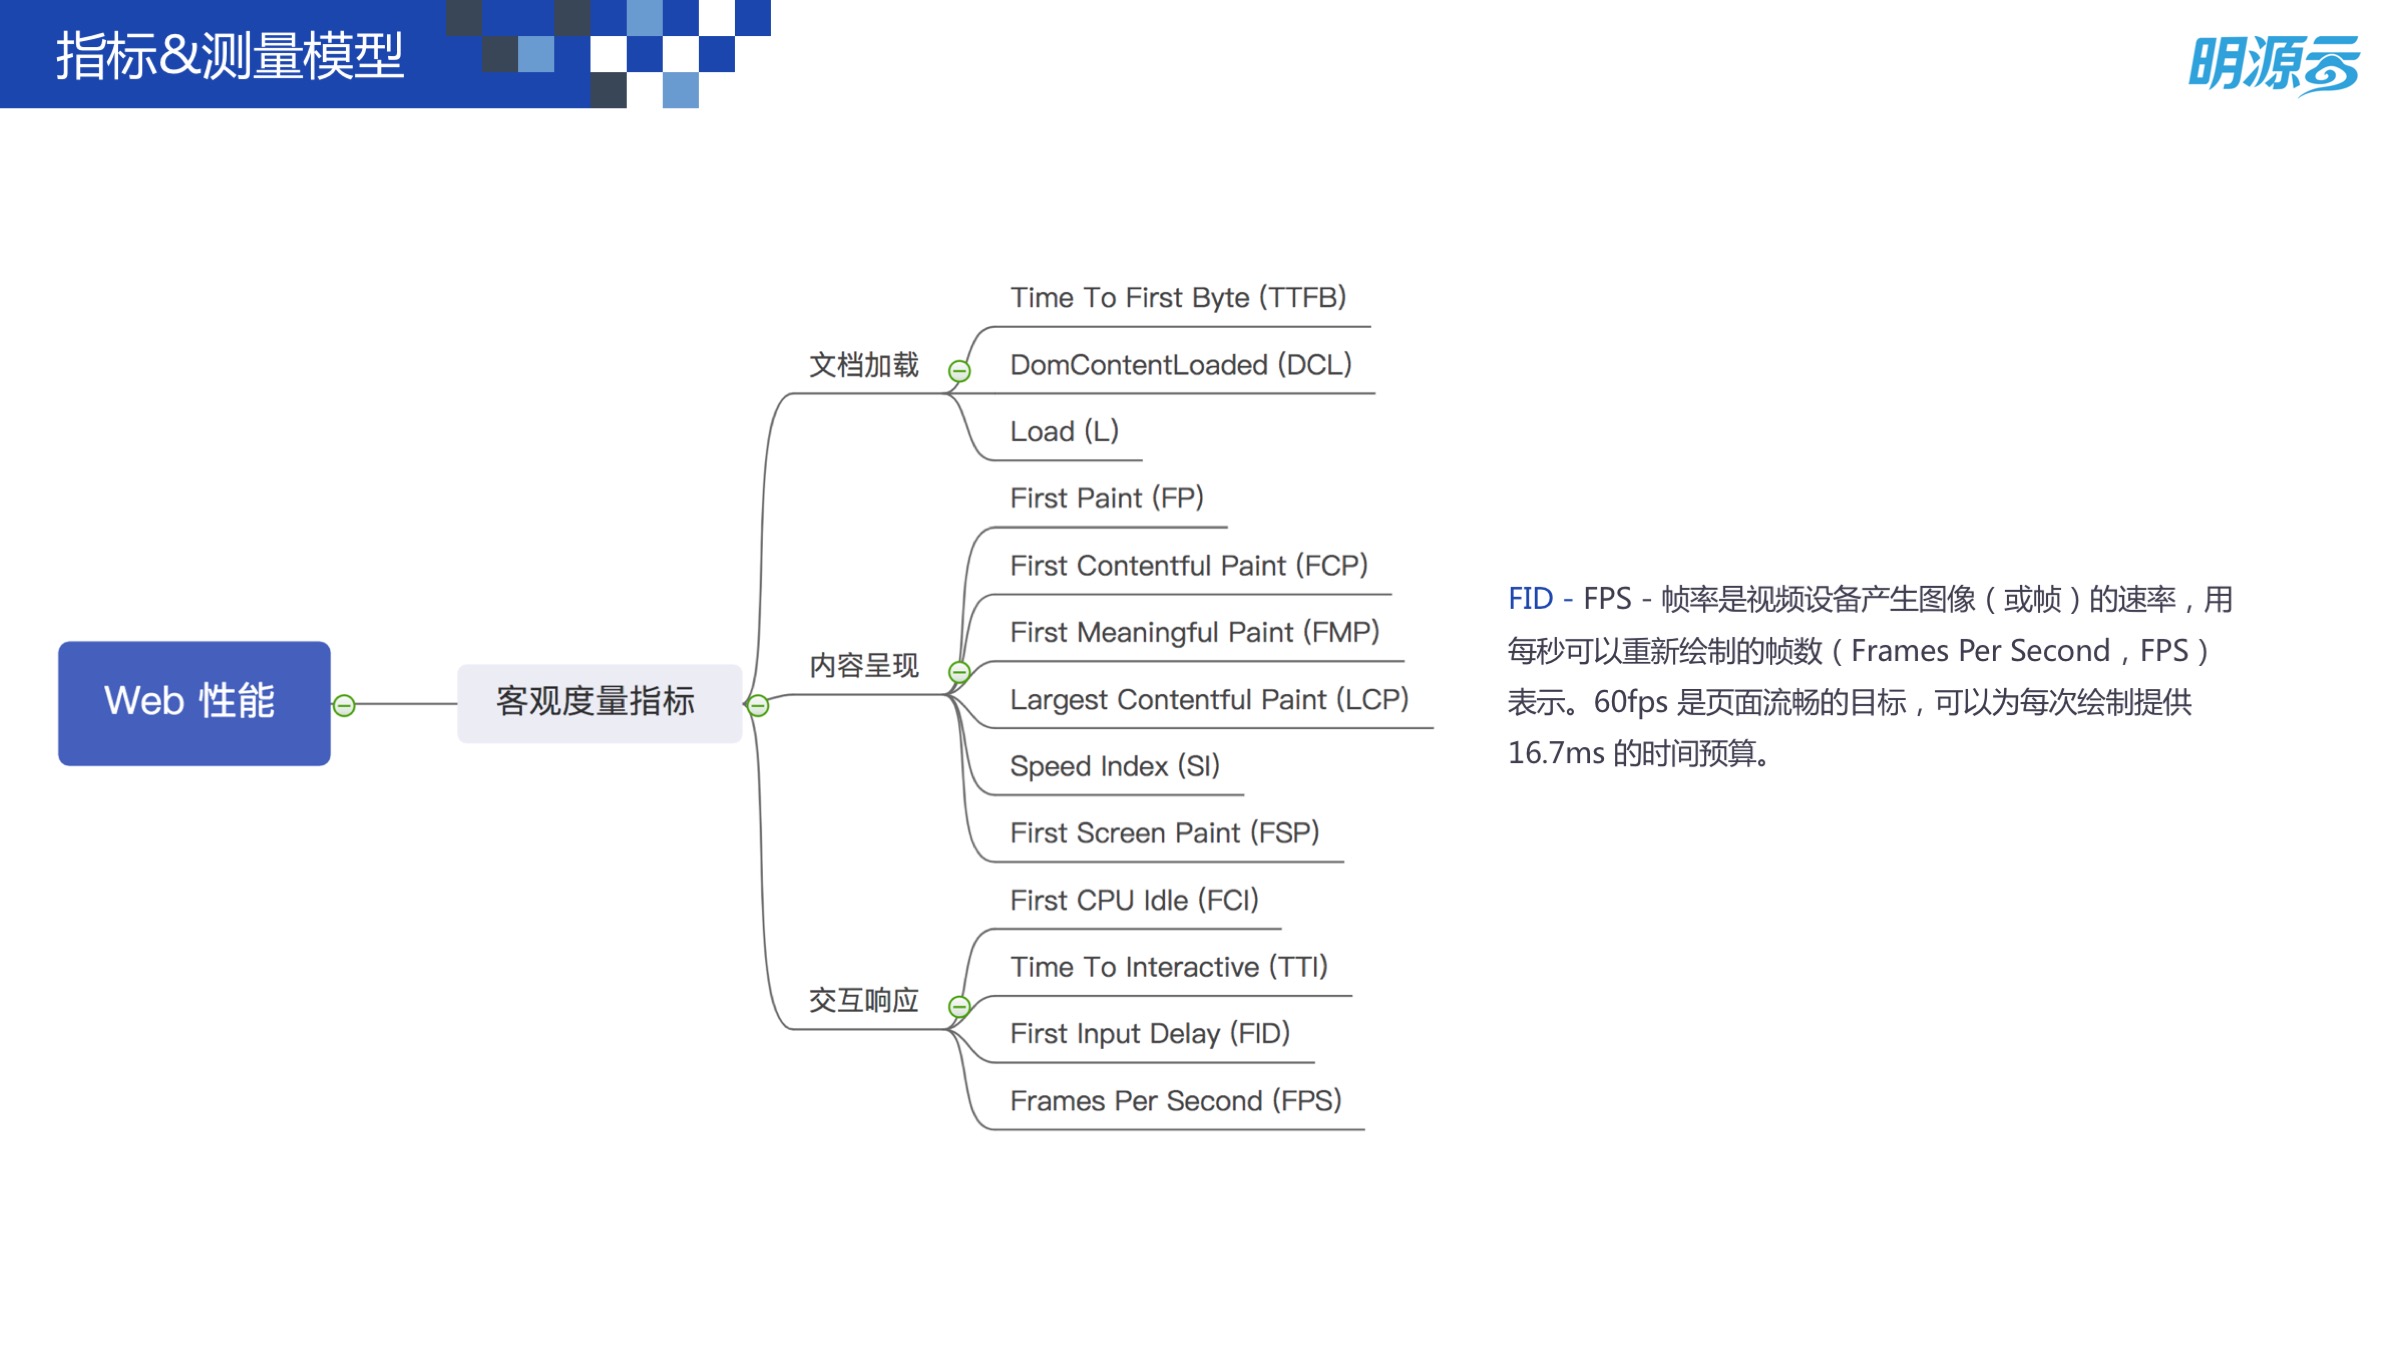 指标&测量模型
明源云
Time To First Byte (TTFB)
文档加载
DomContentLoaded (DCL)
Load (L)
First Paint (FP)
First Contentful Paint (FCP)
First Meaningful Paint (FMP)
内容呈现
Largest Contentful Paint (LCP)
Web 性能
客观度量指标
Speed Index (SI)
First Screen Paint (FSP)
First CPU Idle (FCI)
Time To Interactive (TTI)
交互响应
First Input Delay (FID)
Frames Per Second (FPS)
FID - FPS - 帧率是视频设备产生图像（或帧）的速率，用
每秒可以重新绘制的帧数（Frames Per Second，FPS）
表示。60fps 是页面流畅的目标，可以为每次绘制提供
16.7ms 的时间预算。